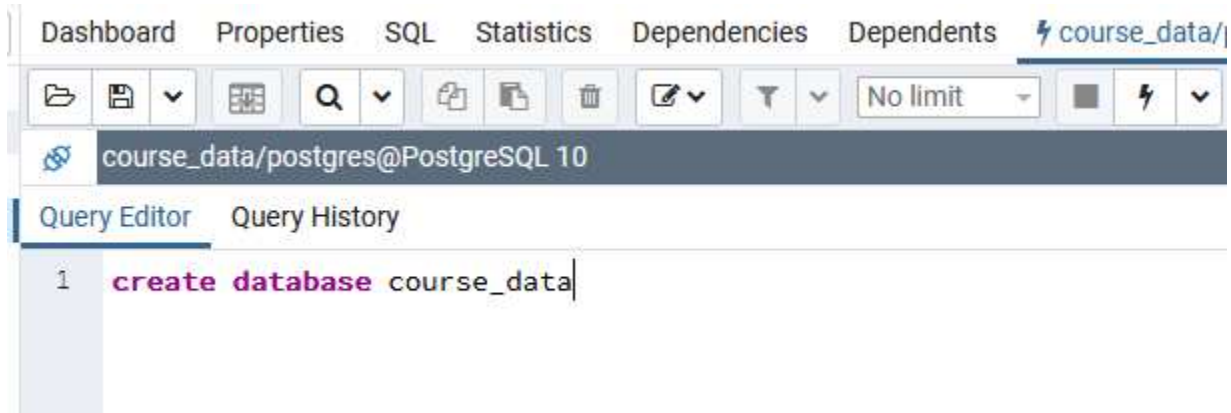 Dashboard Properties SQL Statistics Dependencies Dependents course_data/
No limit
course_data/postgres@PostgreSQL 10
Query Editor Query History
1 create database course_data